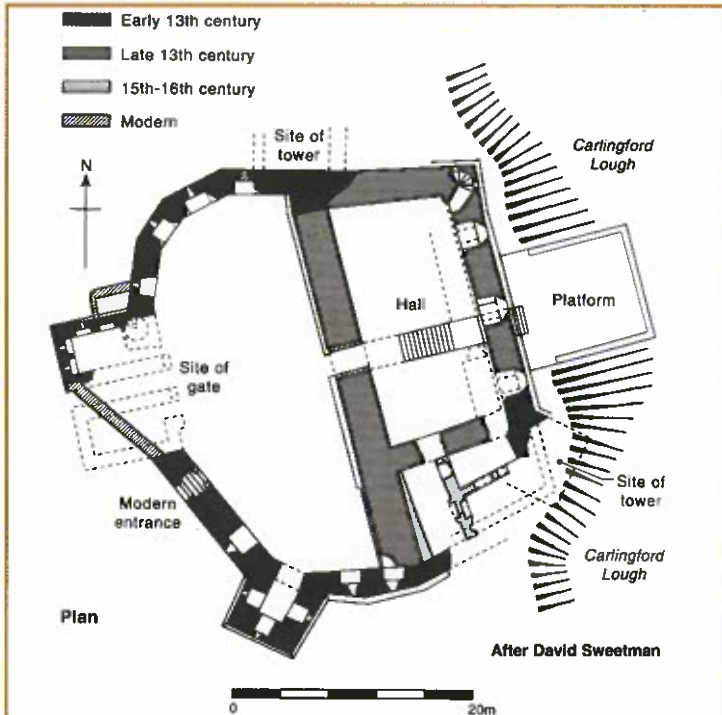 Early 13th century
Late 13th century
15th-16th century
Modern
N
Site of
tower
Carlingford
Lough
Hall
Platform
Site of
gate
Modern
entrance
Site of
tower
Carlingford
Lough
Plan
After David Sweetman
0
20m